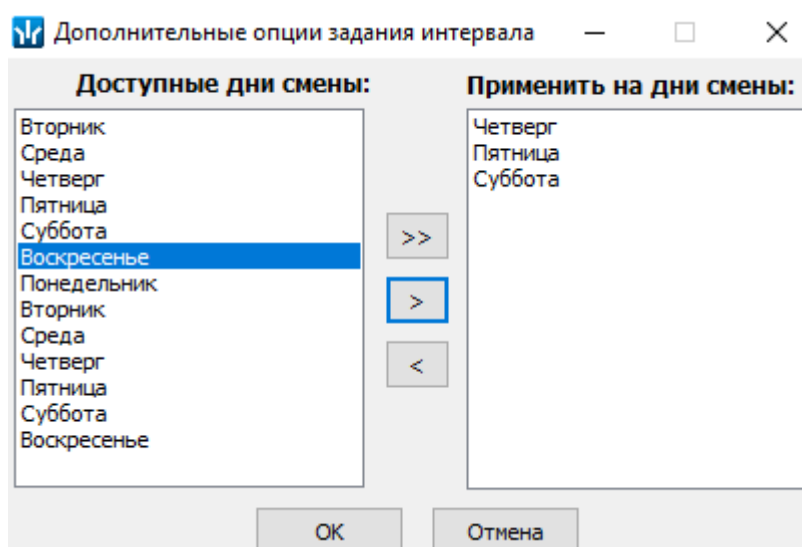 Дополнительные опции задания интервала
Доступные дни смены:
Применить на дни смены:
Вторник
Среда
Четверг
Пятница
Суббота
Воскресенье
Понедельник
Вторник
Среда
Четверг
Пятница
Суббота
Воскресенье
>>
>
<
Четверг
Пятница
Суббота
OK
Отмена